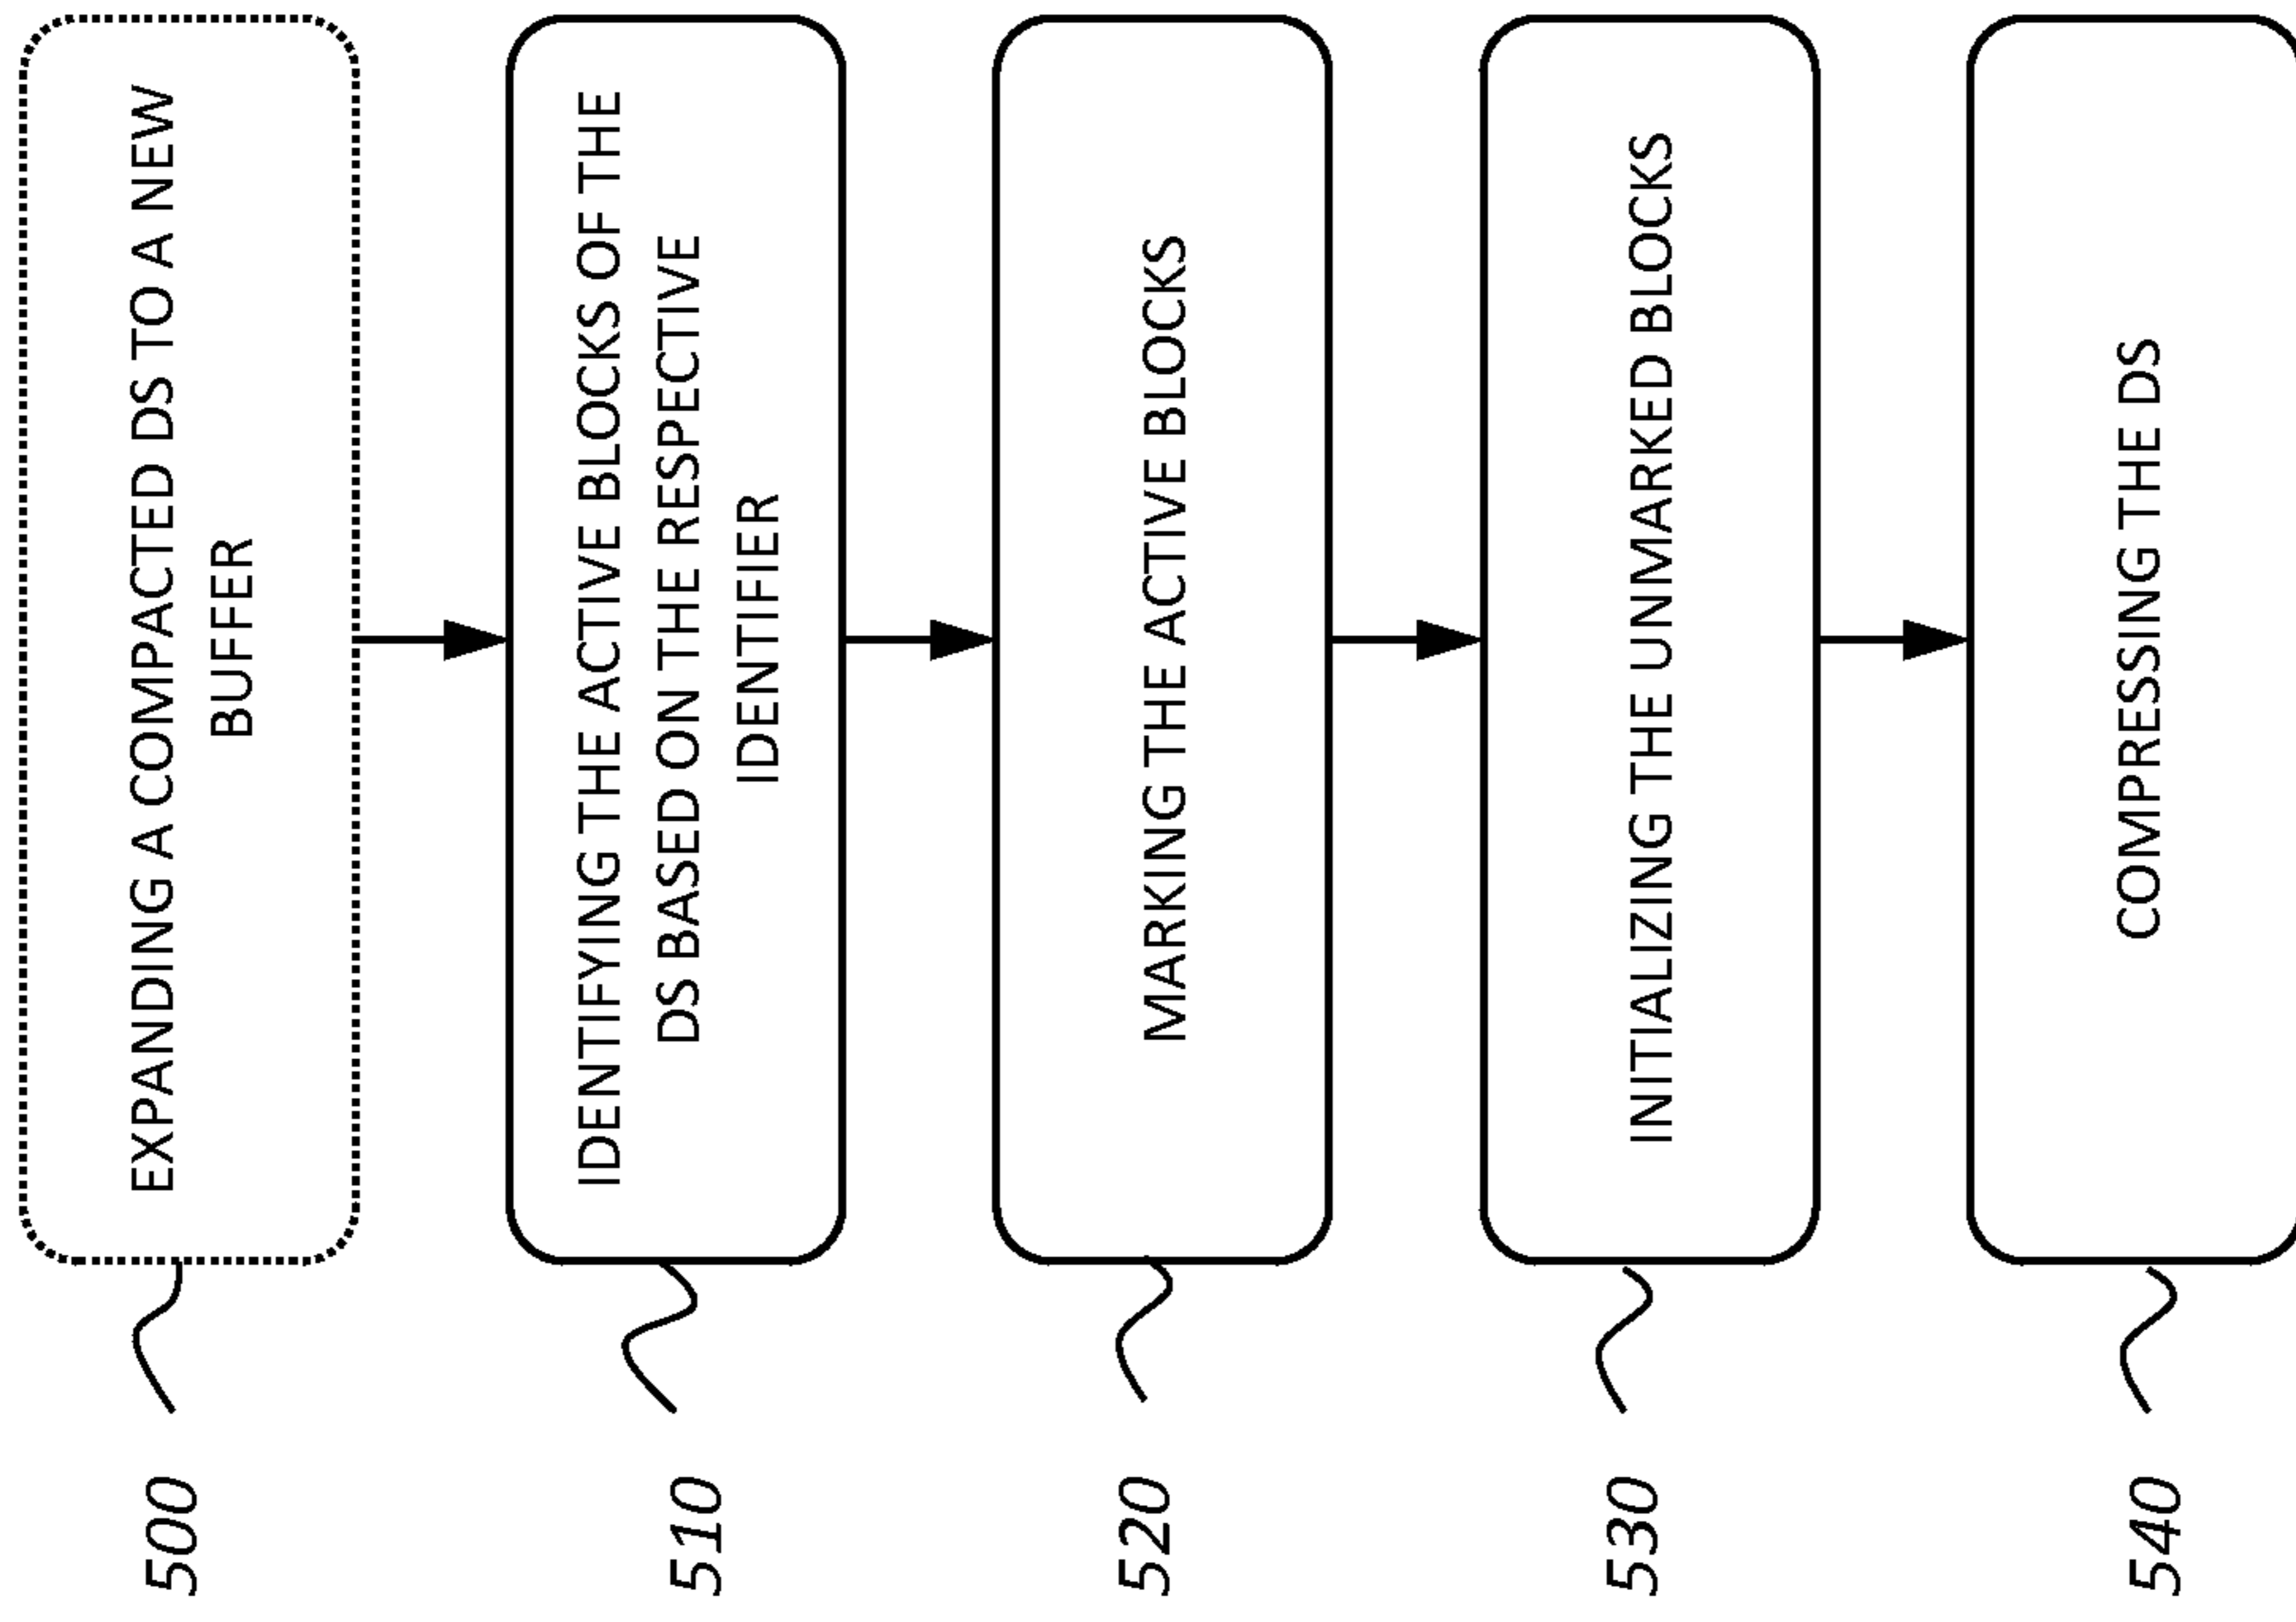 500
EXPANDING A COMPACTED DS TO A NEW
BUFFER
510
IDENTIFYING THE ACTIVE BLOCKS OF THE
DS BASED ON THE RESPECTIVE
IDENTIFIER
520
MARKING THE ACTIVE BLOCKS
530
INITIALIZING THE UNMARKED BLOCKS
540
COMPRESSING THE DS